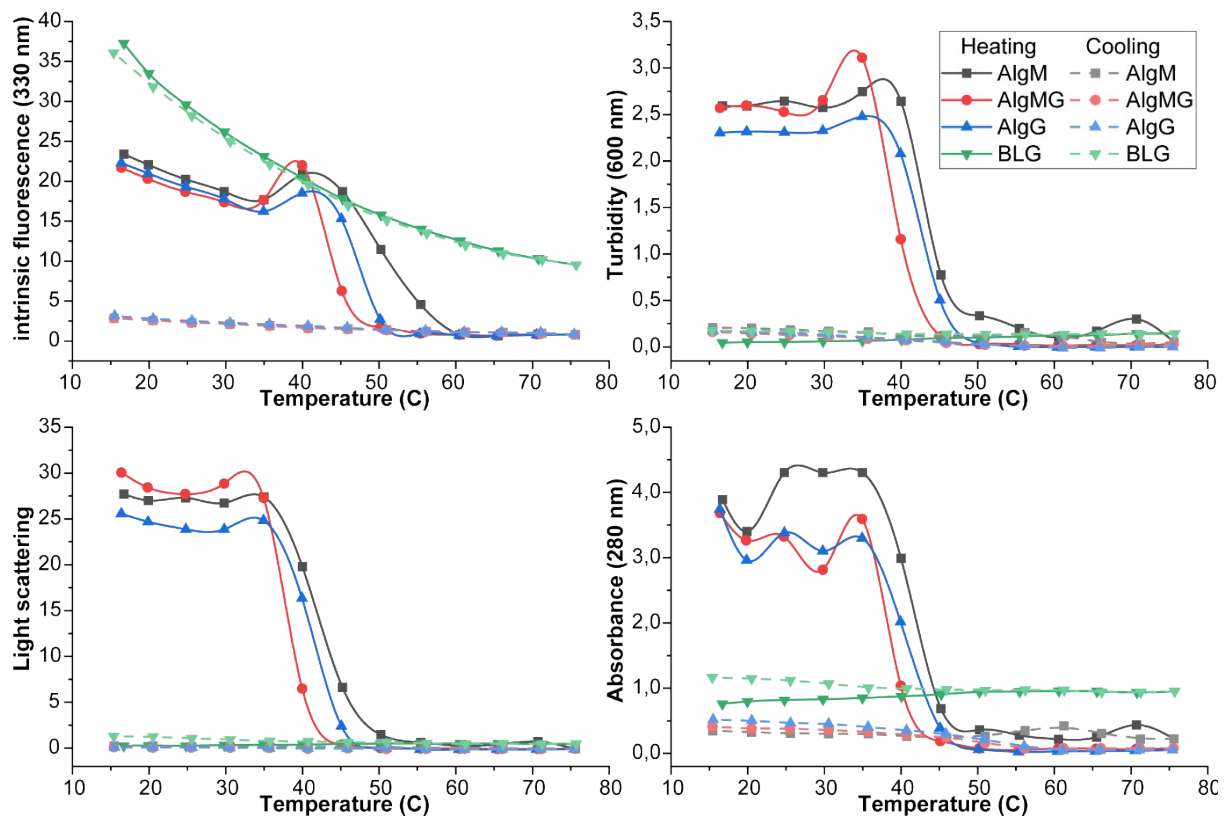 intrinsic fluorescence (330 nm)
40
35
30
25
20
15
10
5
0
10 20 30 40 50 60 70 80
Temperature (C)
Turbidity (600 nm)
3,5
3,0
2,5
2,0
1,5
1,0
0,5
0,0
10 20 30 40 50 60 70 80
Temperature (C)
Heating Cooling
AlgM AlgM
AlgMG AlgMG
AlgG AlgG
BLG BLG
Light scattering
35
30
25
20
15
10
5
0
10 20 30 40 50 60 70 80
Temperature (C)
Absorbance (280 nm)
5,0
4,0
3,0
2,0
1,0
0,0
10 20 30 40 50 60 70 80
Temperature (C)